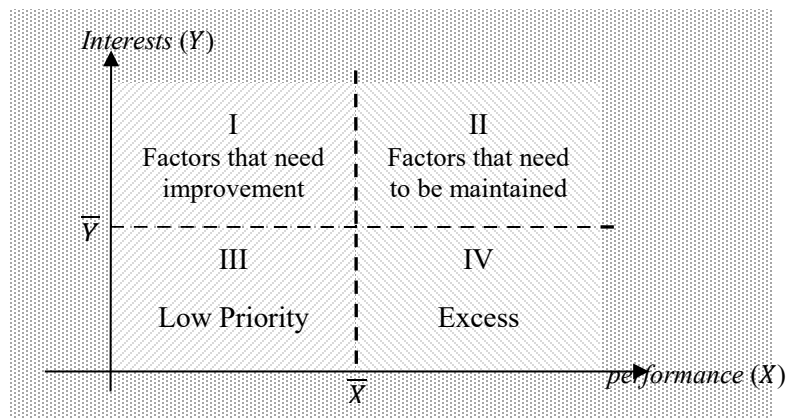 Interests (Y)
I
Factors that need
improvement
II
Factors that need
to be maintained
Y̅
III
Low Priority
IV
Excess
X̅
performance (X)